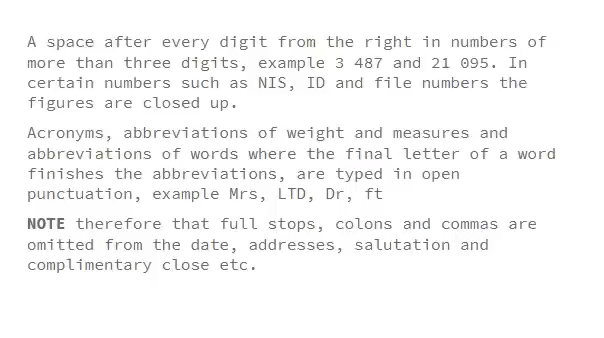 A space after every digit from the right in numbers of
more than three digits, example 3 487 and 21 095. In
certain numbers such as NIS, ID and file numbers the
figures are closed up.
Acronyms, abbreviations of weight and measures and
abbreviations of words where the final letter of a word
finishes the abbreviations, are typed in open
punctuation, example Mrs, LTD, Dr, ft
NOTE therefore that full stops, colons and commas are
omitted from the date, addresses, salutation and
complimentary close etc.